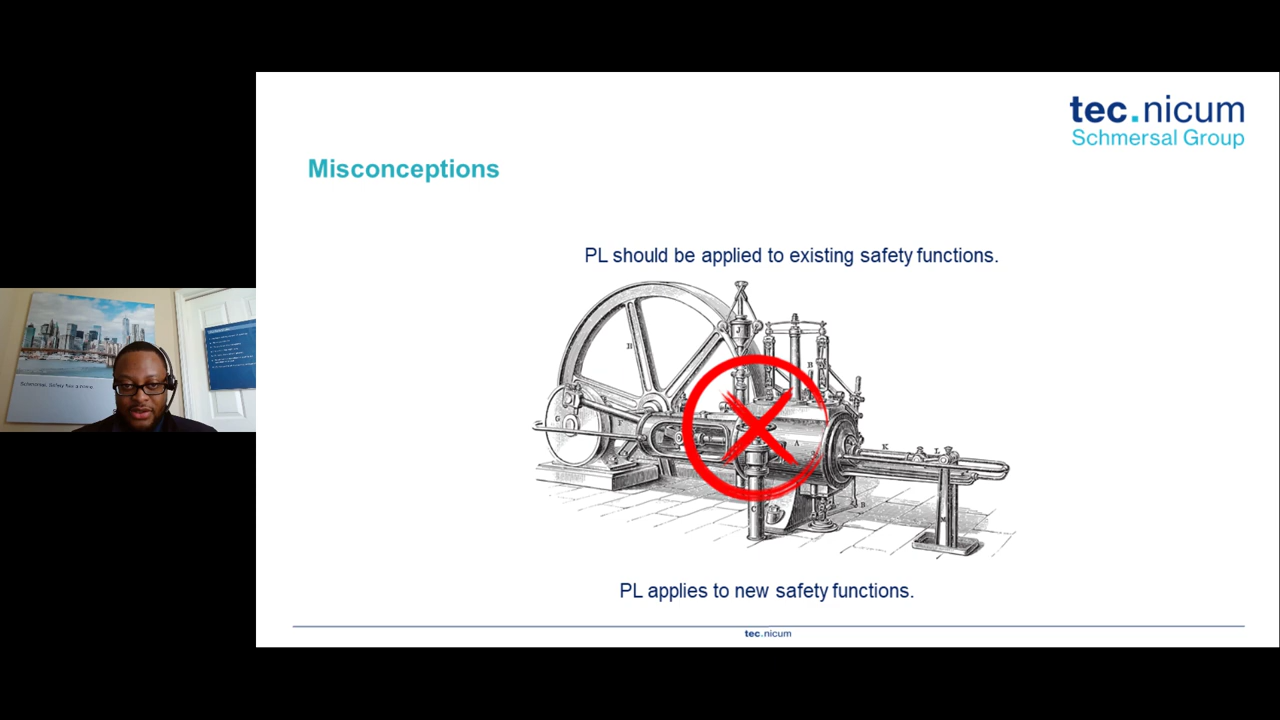 tec.nicum
Schmersal Group
Misconceptions
PL should be applied to existing safety functions.
H
J
B
G
F
A
K
L
C
B
M
PL applies to new safety functions.
tec.nicum